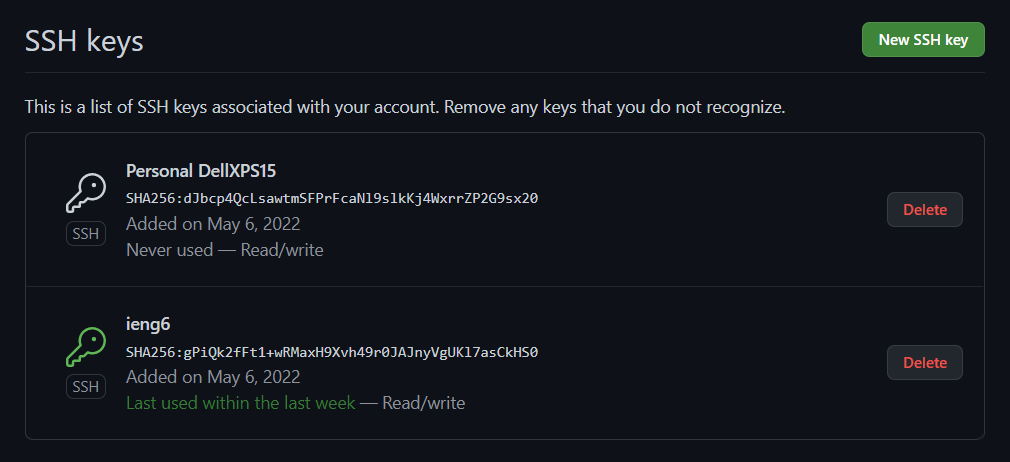 SSH keys
New SSH key
This is a list of SSH keys associated with your account. Remove any keys that you do not recognize.
Personal DellXPS15
SHA256:dJbcp4QcLsawtmSFPrFcaNl9slkKj4WxrrZP2G9sx20
Added on May 6, 2022
Never used — Read/write
SSH
Delete
ieng6
SHA256:gPiQk2fFt1+wRMaxH9Xvh49r0JAJnyVgUKl7asCkHS0
Added on May 6, 2022
Last used within the last week — Read/write
SSH
Delete